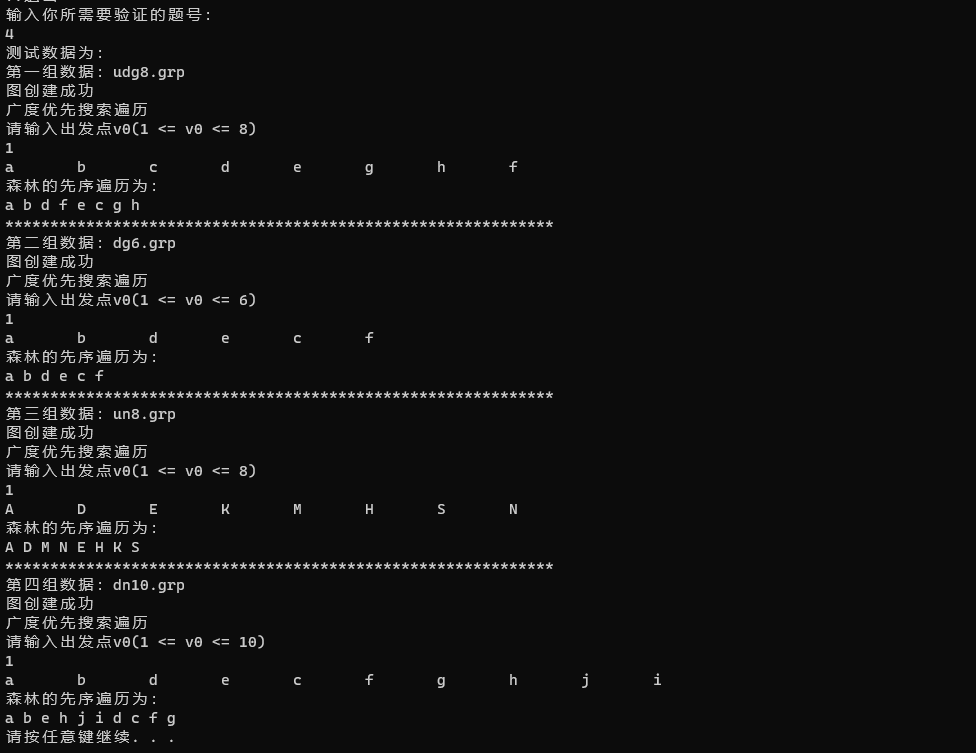 输入你所需要验证的题号:
4
测试数据为:
第一组数据: udg8.grp
图创建成功
广度优先搜索遍历
请输入出发点v0(1 <= v0 <= 8)
1
a b c d e g h f
森林的先序遍历为:
a b d f e c g h
*************************************************************
第二组数据: dg6.grp
图创建成功
广度优先搜索遍历
请输入出发点v0(1 <= v0 <= 6)
1
a b d e c f
森林的先序遍历为:
a b d e c f
*************************************************************
第三组数据: un8.grp
图创建成功
广度优先搜索遍历
请输入出发点v0(1 <= v0 <= 8)
1
A D E K M H S N
森林的先序遍历为:
A D M N E H K S
*************************************************************
第四组数据: dn10.grp
图创建成功
广度优先搜索遍历
请输入出发点v0(1 <= v0 <= 10)
1
a b d e c f g h j i
森林的先序遍历为:
a b e h j i d c f g
请按任意键继续. . .